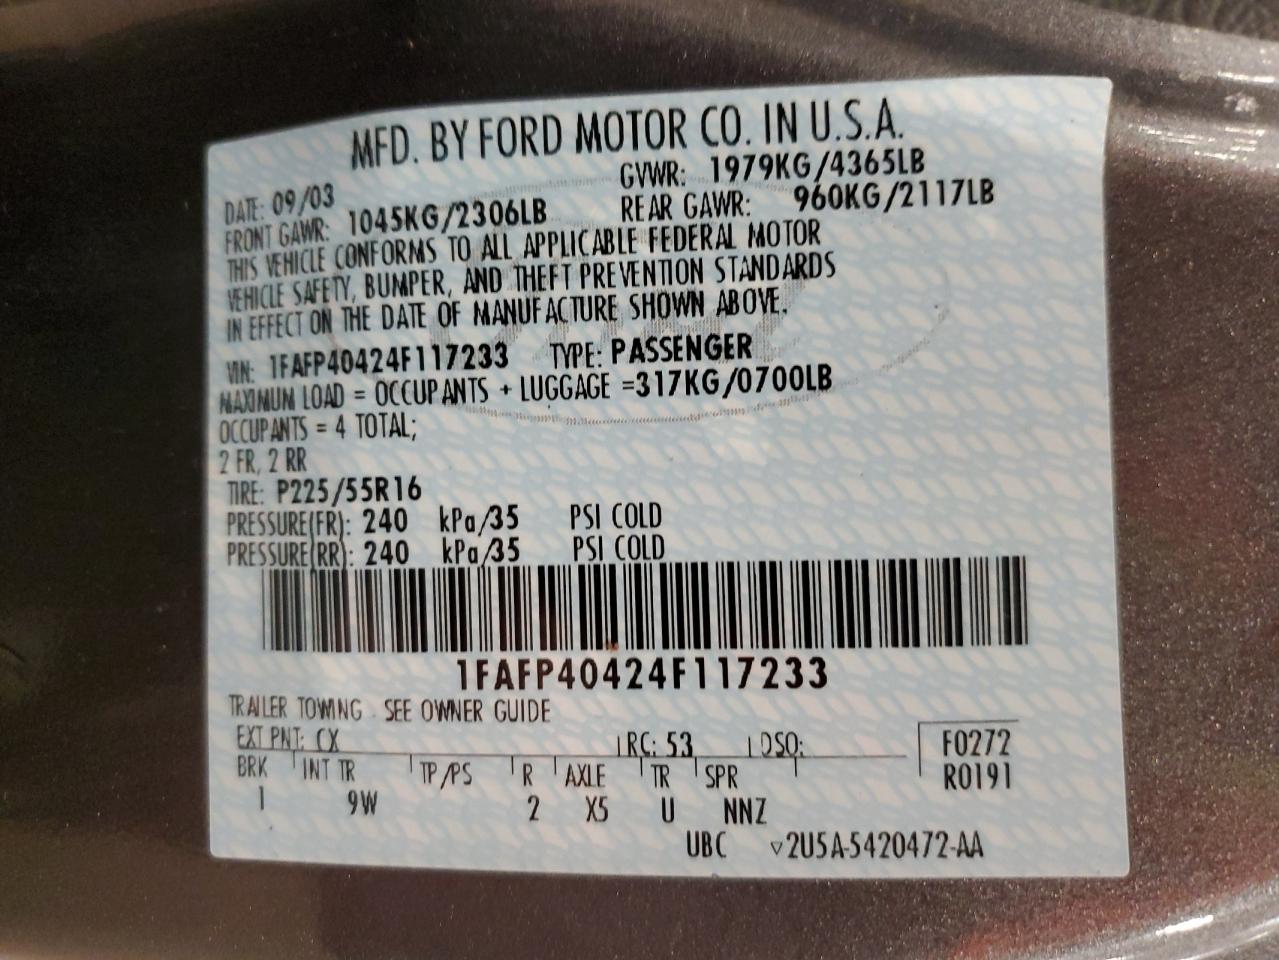 MFD. BY FORD MOTOR CO. IN U.S.A.
DATE: 09/03 GVWR: 1979KG/4365LB
FRONT GAWR: 1045KG/2306LB REAR GAWR: 960KG/2117LB
THIS VEHICLE CONFORMS TO ALL APPLICABLE FEDERAL MOTOR
VEHICLE SAFETY, BUMPER, AND THEFT PREVENTION STANDARDS
IN EFFECT ON THE DATE OF MANUFACTURE SHOWN ABOVE.
VIN: 1FAFP40424F117233 TYPE: PASSENGER
MAXIMUM LOAD = OCCUPANTS + LUGGAGE =317KG/0700LB
OCCUPANTS = 4 TOTAL;
2 FR, 2 RR
TIRE: P225/55R16
PRESSURE(FR): 240 kPa/35 PSI COLD
PRESSURE(RR): 240 kPa/35 PSI COLD
1FAFP40424F117233
TRAILER TOWING - SEE OWNER GUIDE
EXT PNT: CX RC: 53 DSO: F0272
BRK INT TR TP/PS R AXLE TR SPR R0191
1 9W 2 X5 U NNZ
UBC ▽2U5A-5420472-AA